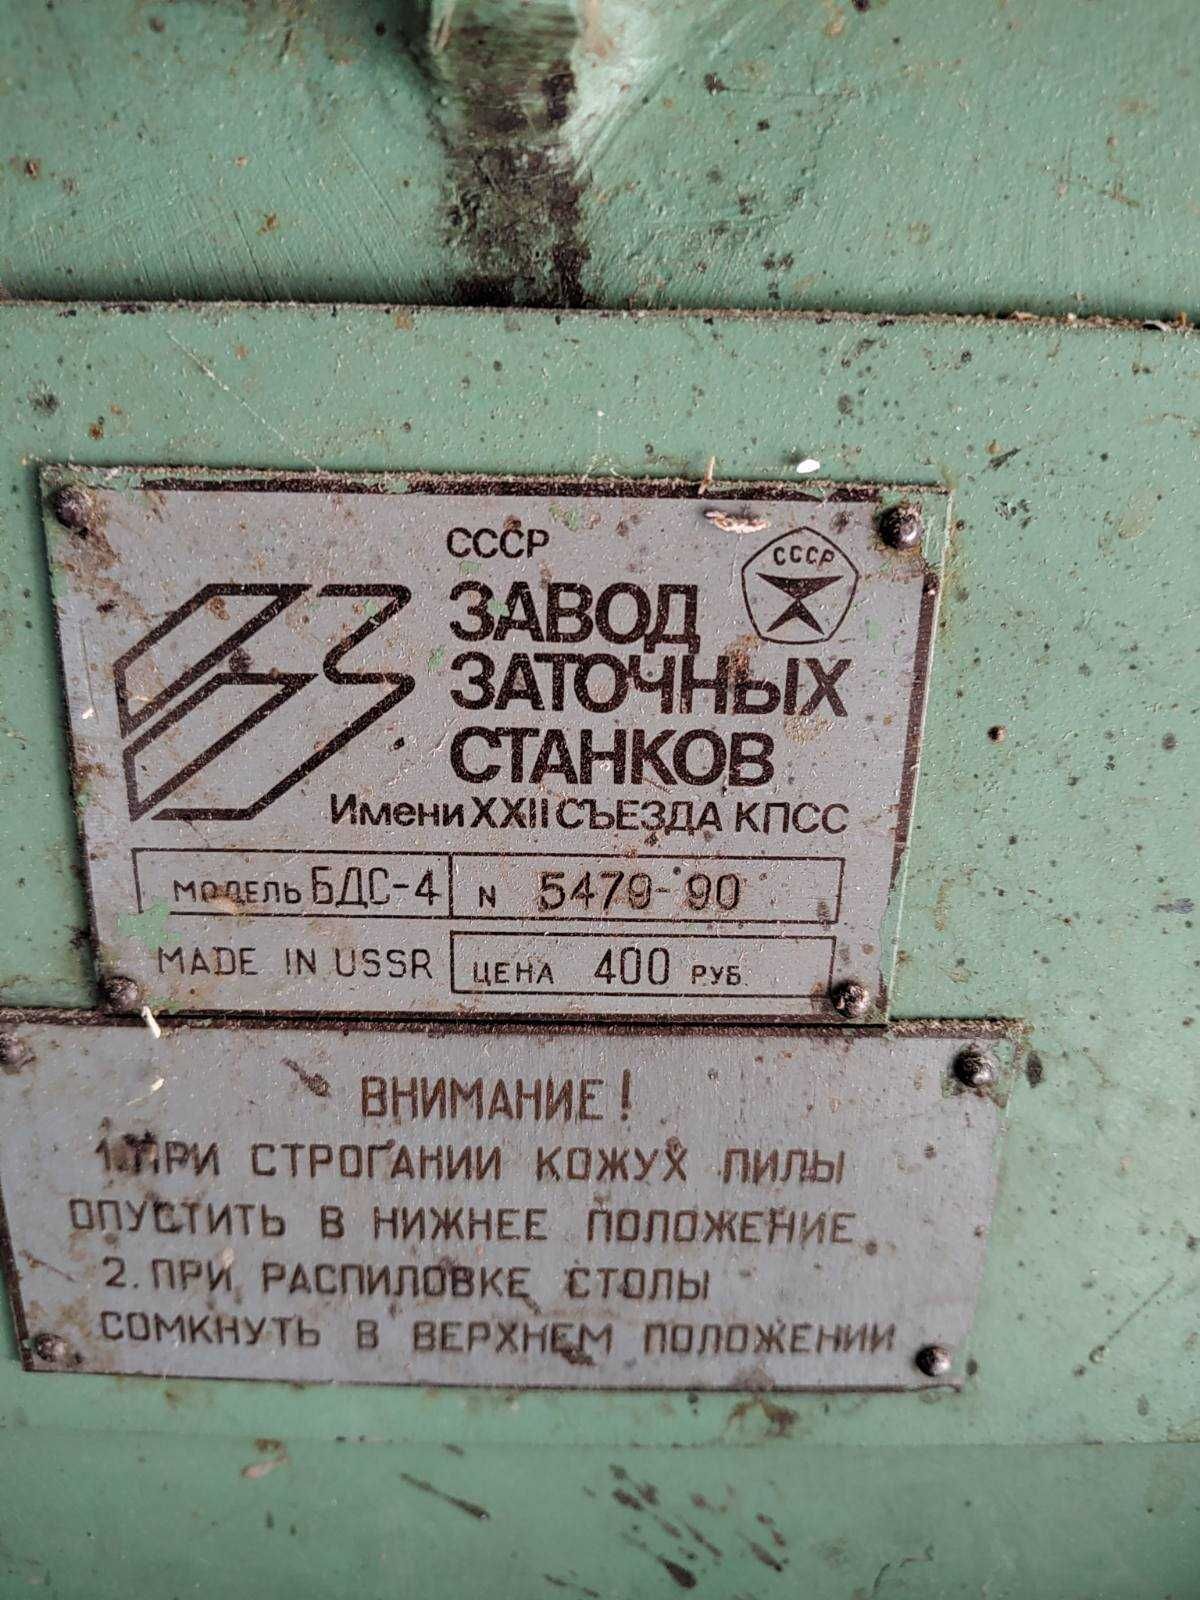 СССР
СССР
ЗАВОД
ЗАТОЧНЫХ
СТАНКОВ
Имени XXII СЪЕЗДА КПСС
МОДЕЛЬ БДС-4 N 5479-90
MADE IN USSR ЦЕНА 400 РУБ.
ВНИМАНИЕ!
1. ПРИ СТРОГАНИИ КОЖУХ ПИЛЫ
ОПУСТИТЬ В НИЖНЕЕ ПОЛОЖЕНИЕ.
2. ПРИ РАСПИЛОВКЕ СТОЛЫ
СОМКНУТЬ В ВЕРХНЕМ ПОЛОЖЕНИИ